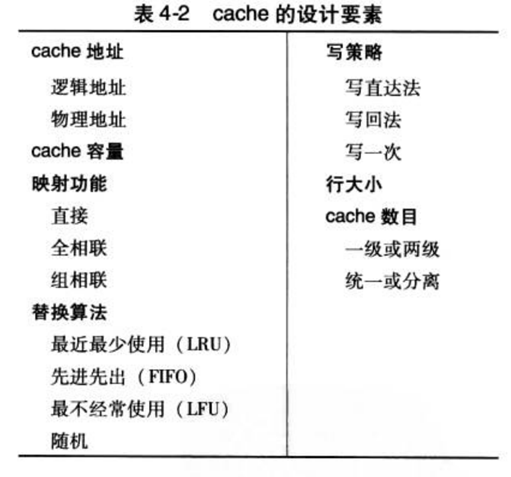 表 4-2 cache 的设计要素
cache 地址
逻辑地址
物理地址
cache 容量
映射功能
直接
全相联
组相联
替换算法
最近最少使用（LRU）
先进先出（FIFO）
最不经常使用（LFU）
随机
写策略
写直达法
写回法
写一次
行大小
cache 数目
一级或两级
统一或分离